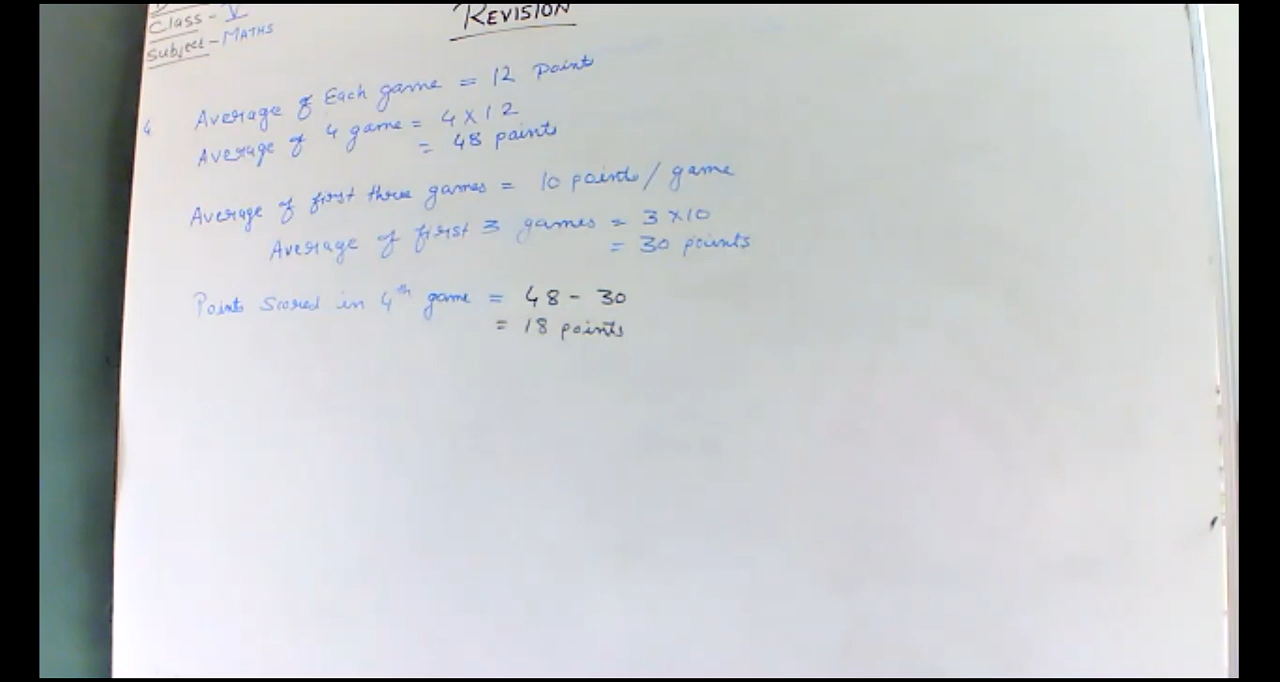 Class - V
Subject - MATHS
REVISION
4. Average of Each game = 12 Point
Average of 4 game = 4 × 12
= 48 points
Average of first three games = 10 points / game
Average of first 3 games = 3 × 10
= 30 points
Points Scored in 4th game = 48 - 30
= 18 points